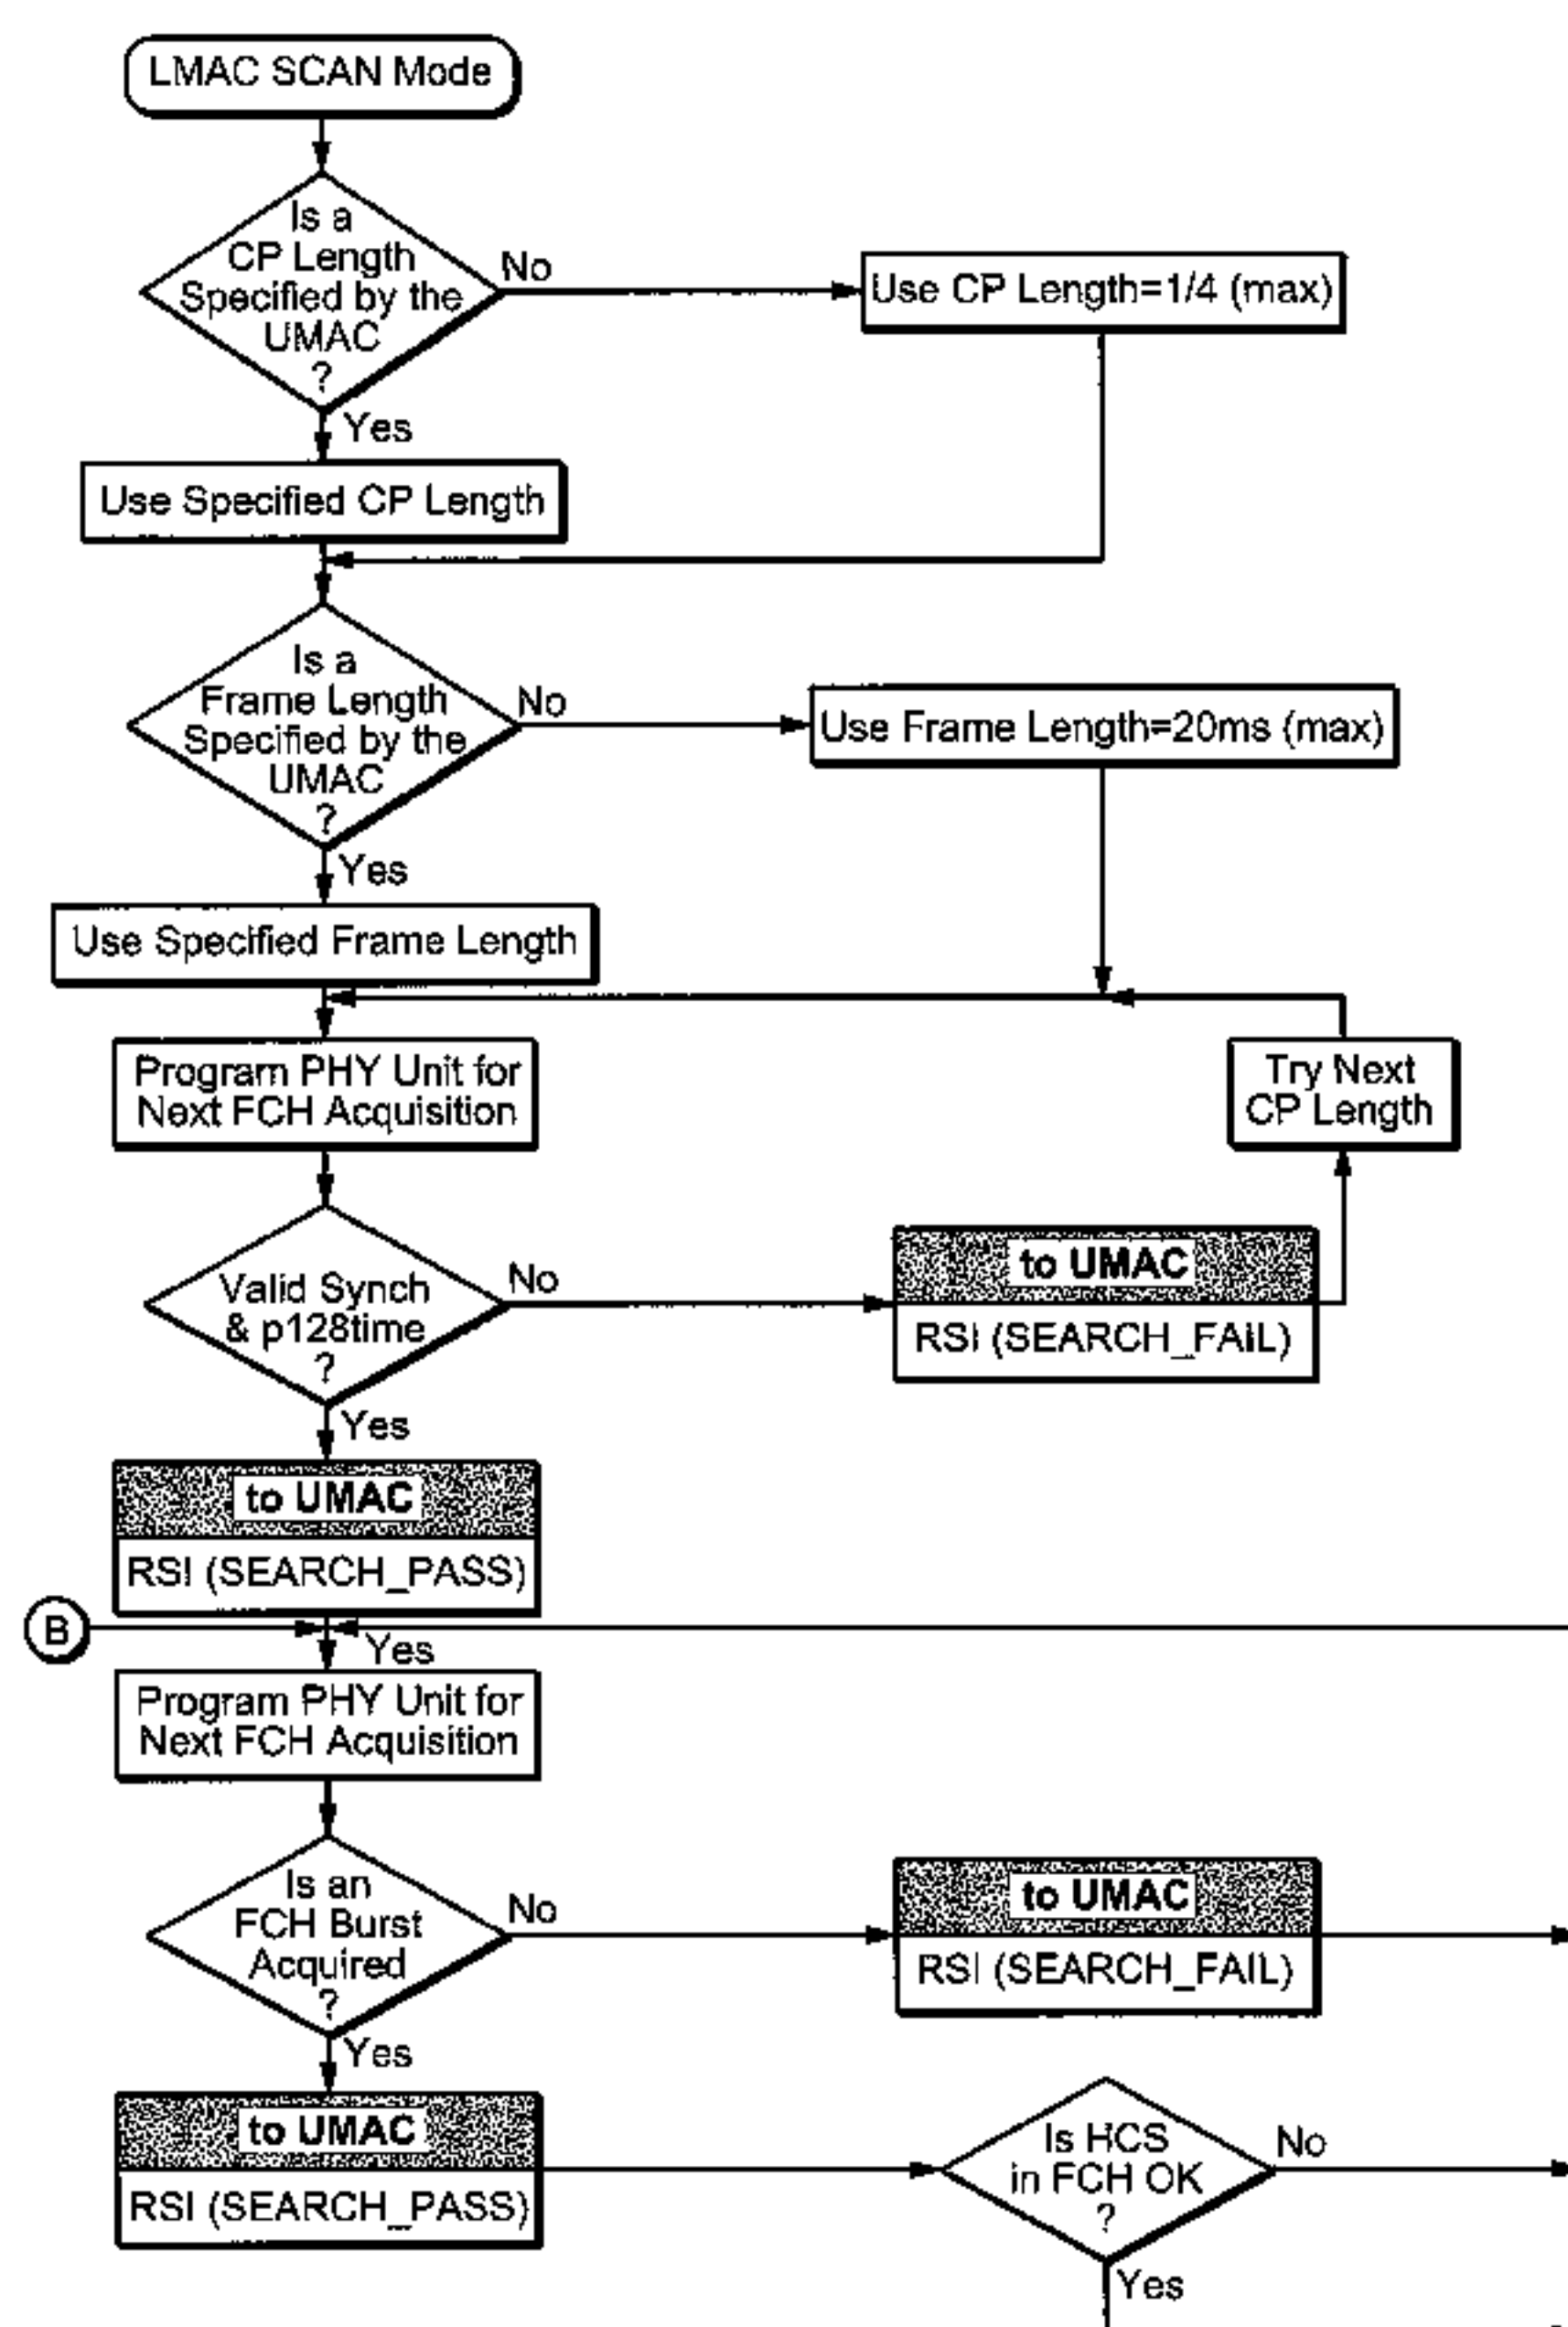 LMAC SCAN Mode
Is a
CP Length
Specified by the
UMAC
?
No
Use CP Length=1/4 (max)
Yes
Use Specified CP Length
Is a
Frame Length
Specified by the
UMAC
?
No
Use Frame Length=20ms (max)
Yes
Use Specified Frame Length
Program PHY Unit for
Next FCH Acquisition
Try Next
CP Length
Valid Synch
& p128time
?
No
to UMAC
RSI (SEARCH_FAIL)
Yes
to UMAC
RSI (SEARCH_PASS)
B
Yes
Program PHY Unit for
Next FCH Acquisition
Is an
FCH Burst
Acquired
?
No
to UMAC
RSI (SEARCH_FAIL)
Yes
to UMAC
RSI (SEARCH_PASS)
Is HCS
in FCH OK
?
No
Yes